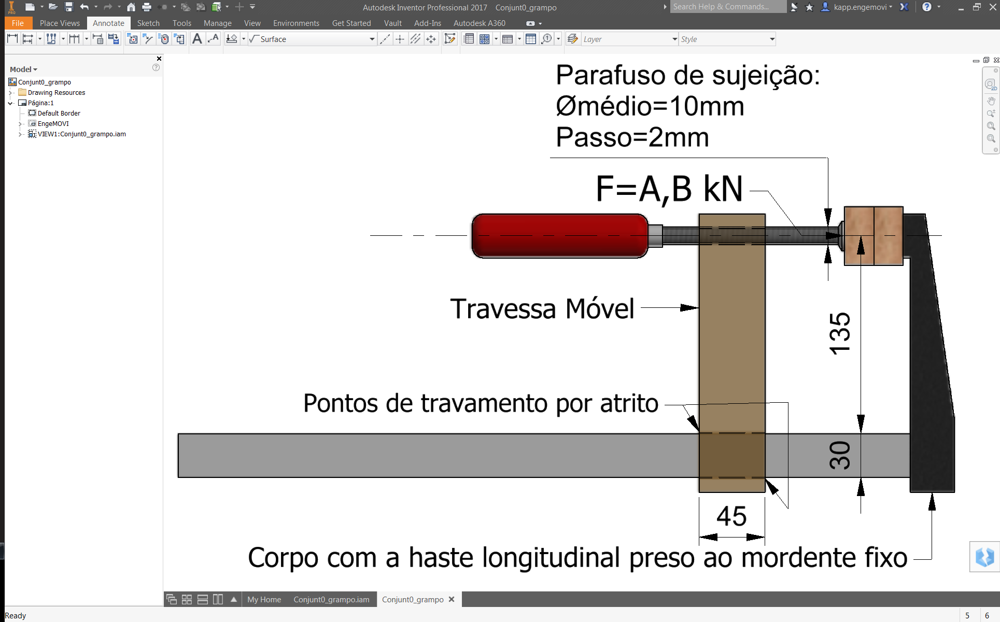 PRO
Autodesk Inventor Professional 2017 Conjunt0_grampo
Search Help & Commands...
kapp.engemovi
File Place Views Annotate Sketch Tools Manage View Environments Get Started Vault Add-Ins Autodesk A360
A A Surface Layer Style
Model
Conjunt0_grampo
Drawing Resources
Página:1
Default Border
EngeMOVI
VIEW1:Conjunt0_grampo.iam
2D
Parafuso de sujeição:
Ømédio=10mm
Passo=2mm
F=A,B kN
Travessa Móvel
135
Pontos de travamento por atrito
30
45
Corpo com a haste longitudinal preso ao mordente fixo
My Home Conjunt0_grampo.iam Conjunt0_grampo
Ready 5 6